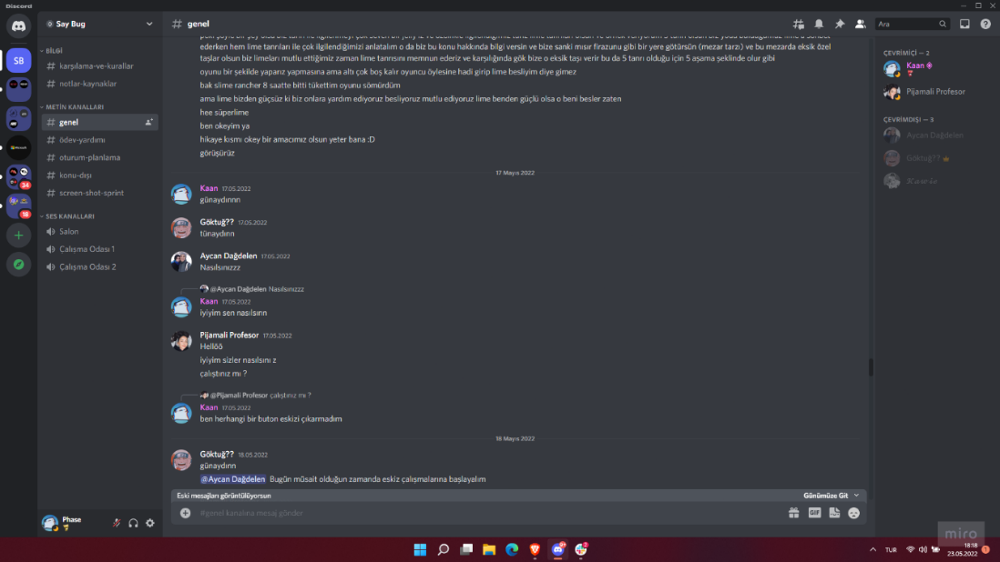 Discord
Say Bug
# genel
Ara
SB
34
18
BİLGİ
# karşılama-ve-kurallar
# notlar-kaynaklar
METİN KANALLARI
# genel
# ödev-yardımı
# oturum-planlama
# konu-dışı
# screen-shot-sprint
SES KANALLARI
Salon
Çalışma Odası 1
Çalışma Odası 2
ederken hem lime tanrıları ile çok ilgilendiğimizi anlatalım o da biz bu konu hakkında bilgi versin ve bize sanki mısır firazunu gibi bir yere götürsün (mezar tarzı) ve bu mezarda eksik özel
taşlar olsun biz limeları mutlu ettiğimiz zaman lime tanrısını memnun ederiz ve karşılığında gök bize o eksik taşı verir bu da 5 tanrı olduğu için 5 aşama şeklinde olur gibi
oyunu bir şekilde yaparız yapmasına ama altı çok boş kalır oyuncu öylesine hadi girip lime besliyim diye gimez
bak slime rancher 8 saatte bitti tükettim oyunu sömürdüm
ama lime bizden güçsüz ki biz onlara yardım ediyoruz besliyoruz mutlu ediyoruz lime benden güçlü olsa o beni besler zaten
hee süperlime
ben okeyim ya
hikaye kısmı okey bir amacımız olsun yeter bana :D
görüşürüz
17 Mayıs 2022
Kaan 17.05.2022
günaydınnn
Göktuğ?? 17.05.2022
tünaydınn
Aycan Dağdelen 17.05.2022
Nasılsınızzz
@Aycan Dağdelen Nasılsınızzz
Kaan 17.05.2022
iyiyim sen nasılsınn
Pijamali Profesor 17.05.2022
Hellöö
iyiyim sizler nasılsını z
çalıştınız mı ?
@Pijamali Profesor çalıştınız mı ?
Kaan 17.05.2022
ben herhangi bir buton eskizi çıkarmadım
18 Mayıs 2022
Göktuğ?? 18.05.2022
günaydınn
@Aycan Dağdelen Bugün müsait olduğun zamanda eskiz çalışmalarına başlayalım
Eski mesajları görüntülüyorsun
Günümüze Git
#genel kanalına mesaj gönder
GIF
ÇEVRİMİÇİ — 2
Kaan
Pijamali Profesor
ÇEVRİMDIŞI — 3
Aycan Dağdelen
Göktuğ??
Phase
miro
TUR
18:18
23.05.2022
1